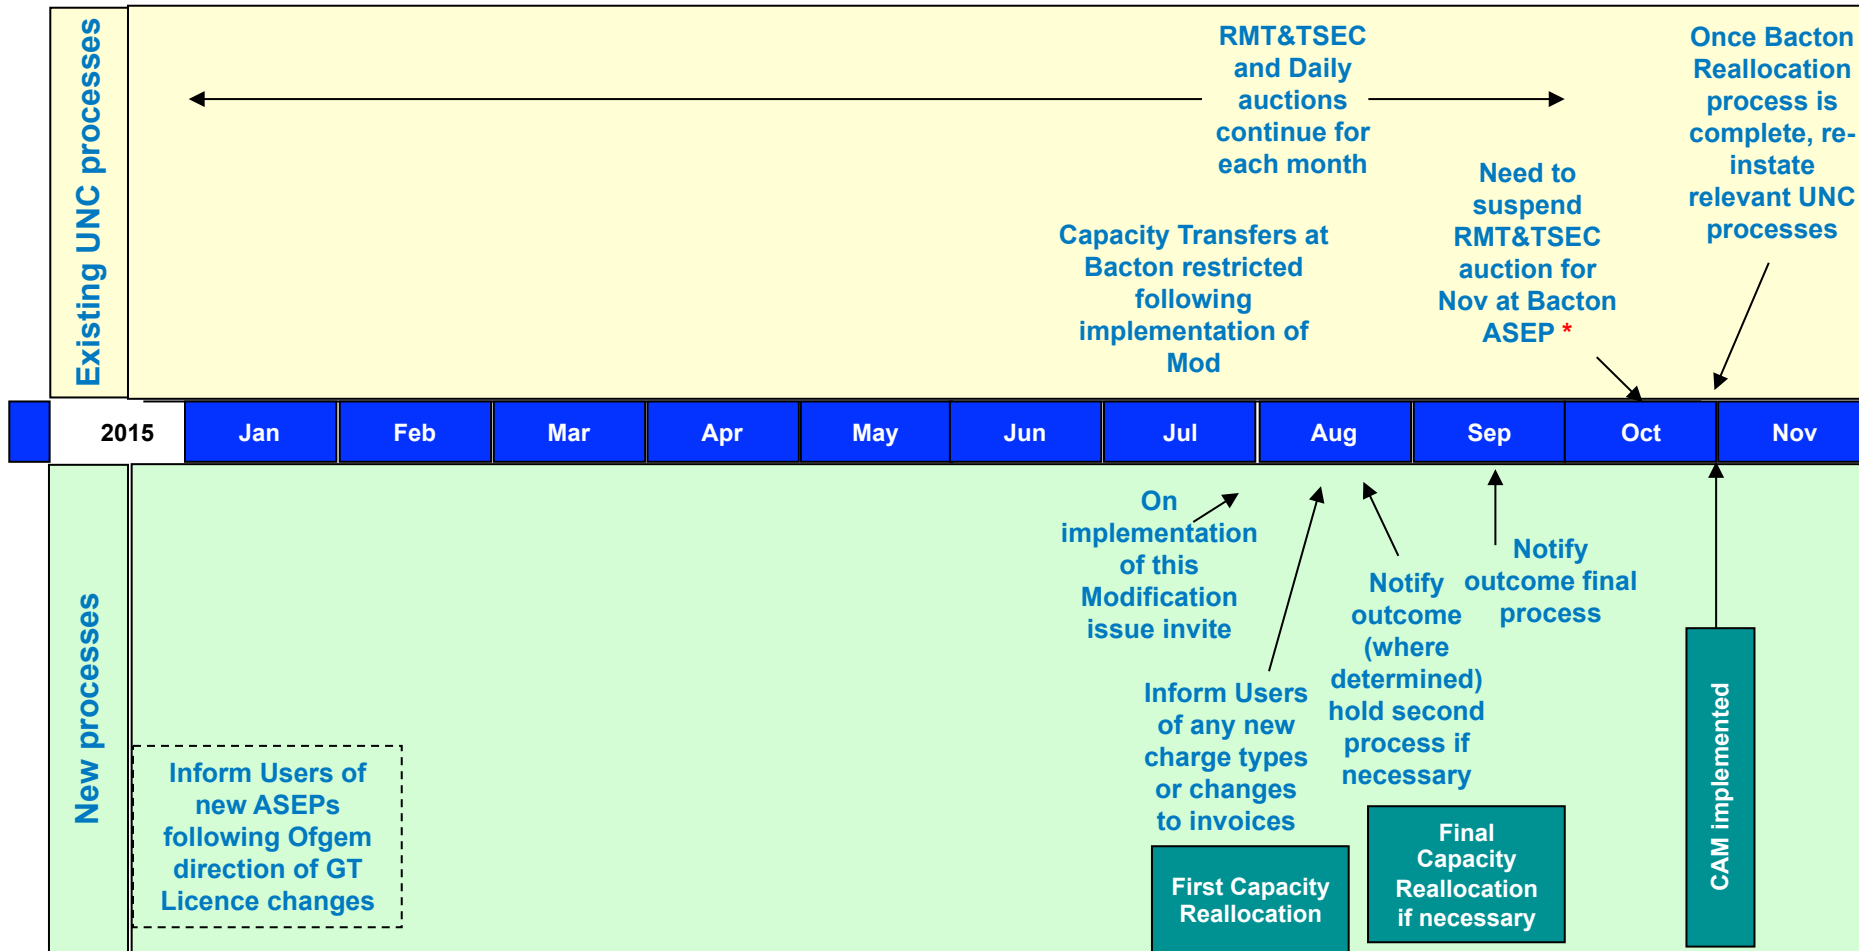 Existing UNC processes
RMT&TSEC
and Daily
auctions
continue for
each month
Once Bacton
Reallocation
process is
complete, re-
instate
relevant UNC
processes
Need to
suspend
RMT&TSEC
auction for
Nov at Bacton
ASEP *
Capacity Transfers at
Bacton restricted
following
implementation of
Mod
2015
Jan
Feb
Mar
Apr
May
Jun
Jul
Aug
Sep
Oct
Nov
New processes
Inform Users of
new ASEPs
following Ofgem
direction of GT
Licence changes
On
implementation
of this
Modification
issue invite
Inform Users
of any new
charge types
or changes
to invoices
First Capacity
Reallocation
Notify
outcome
(where
determined)
hold second
process if
necessary
Notify
outcome final
process
Final
Capacity
Reallocation
if necessary
CAM implemented